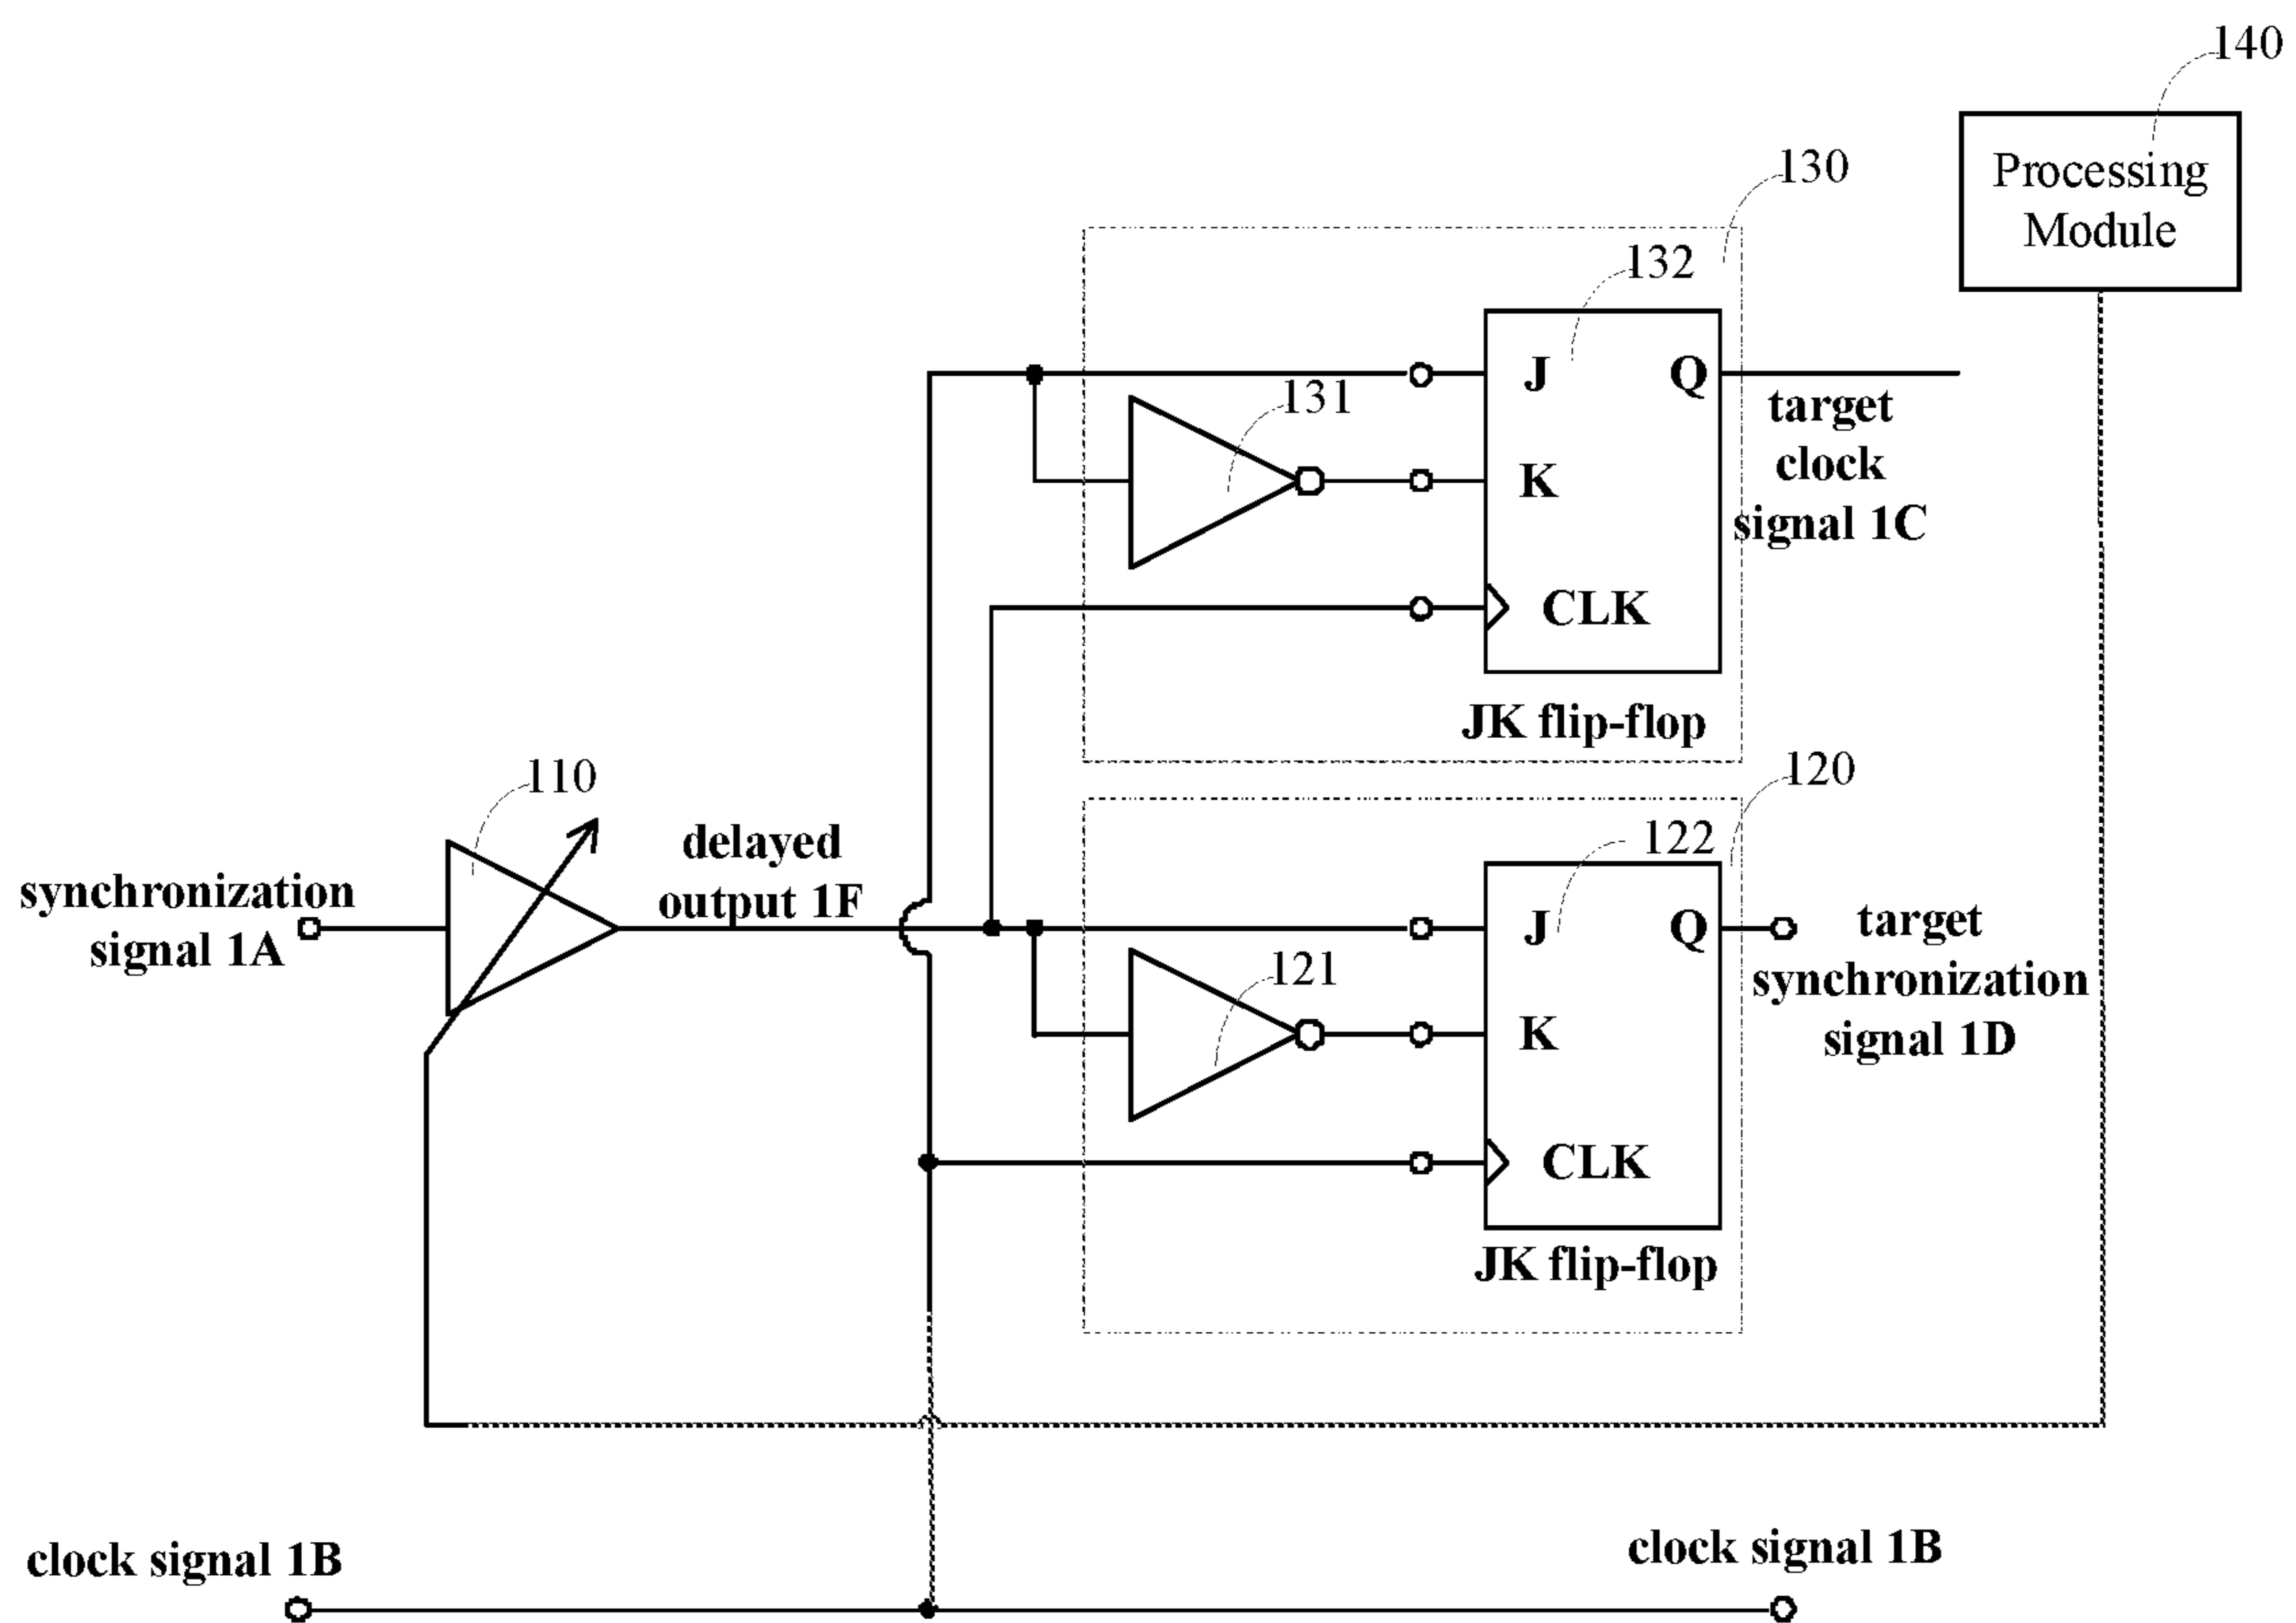 140
Processing
Module
130
132
J
Q
131
target
clock
signal 1C
K
CLK
JK flip-flop
120
110
delayed
output 1F
synchronization
signal 1A
122
J
Q
target
synchronization
signal 1D
121
K
CLK
JK flip-flop
clock signal 1B
clock signal 1B